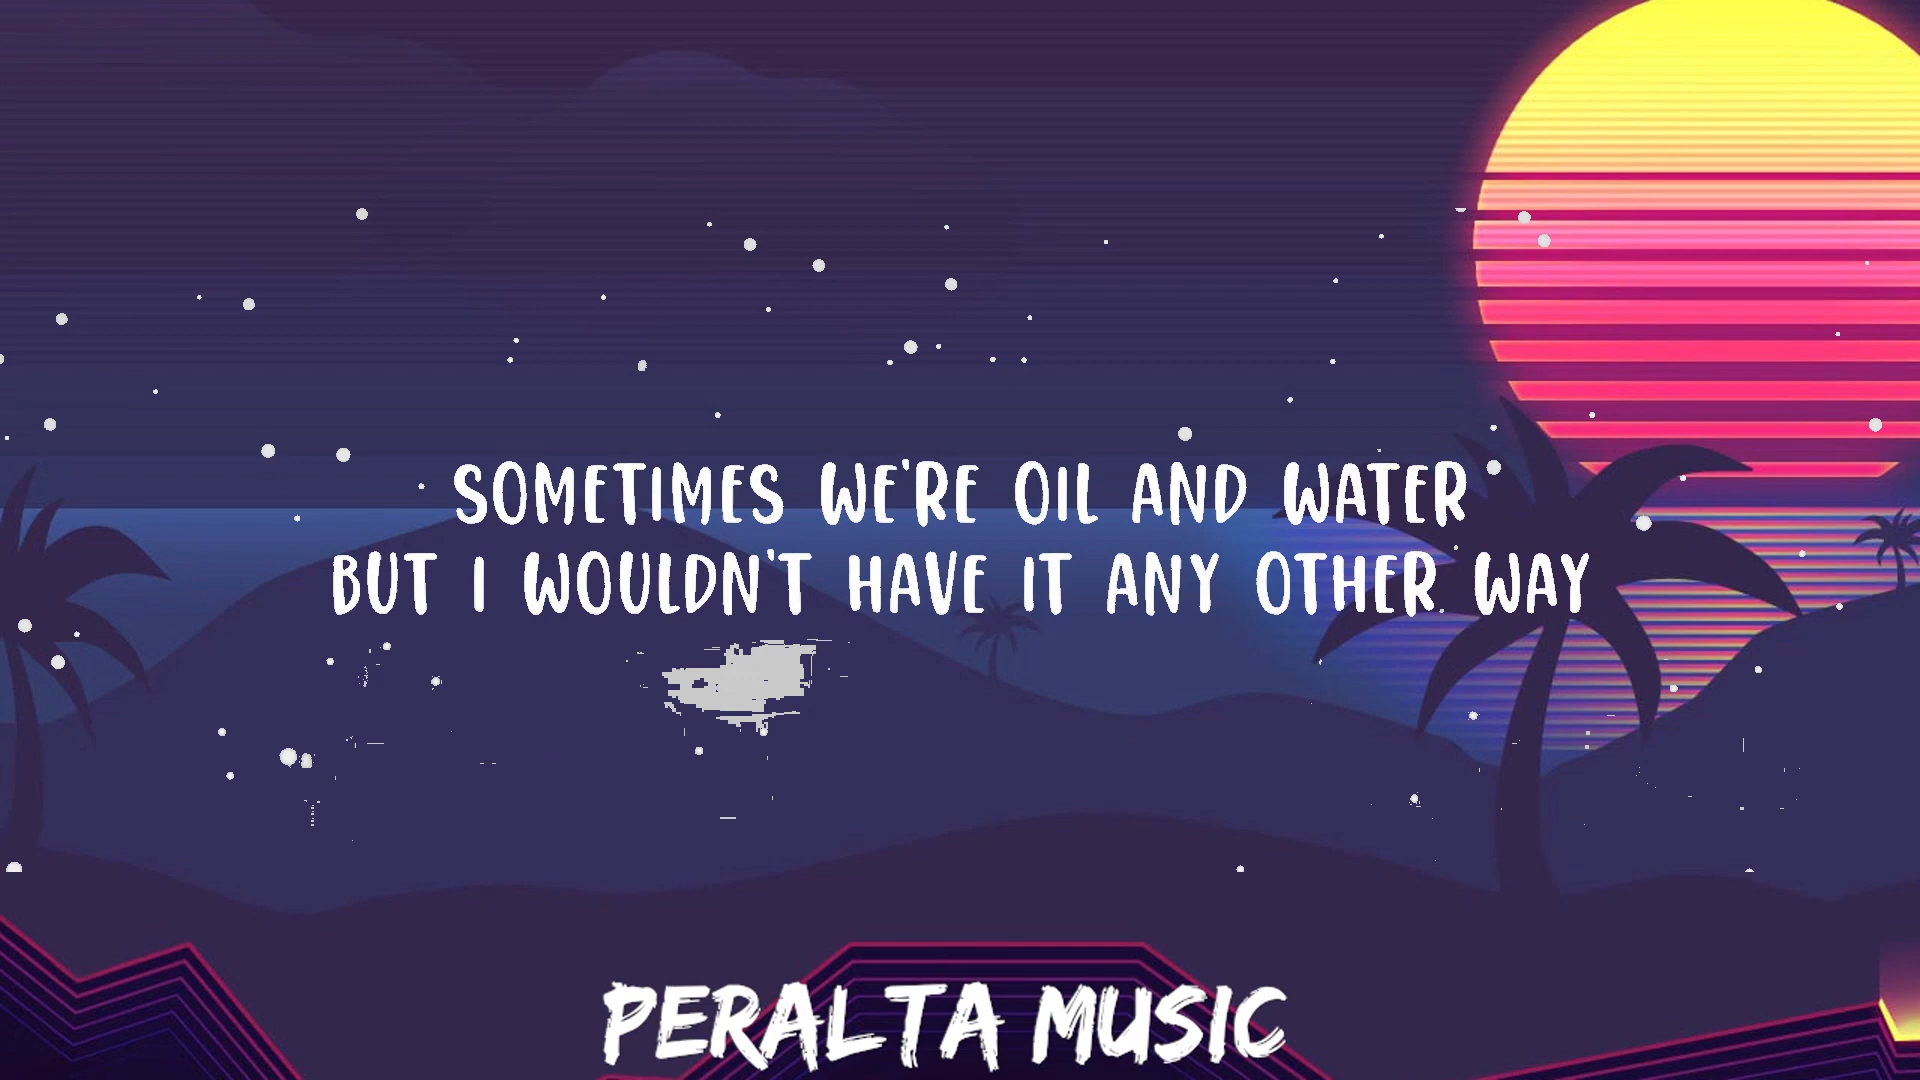 SOMETIMES WE'RE OIL AND WATER
BUT I WOULDN'T HAVE IT ANY OTHER WAY
PERALTA MUSIC